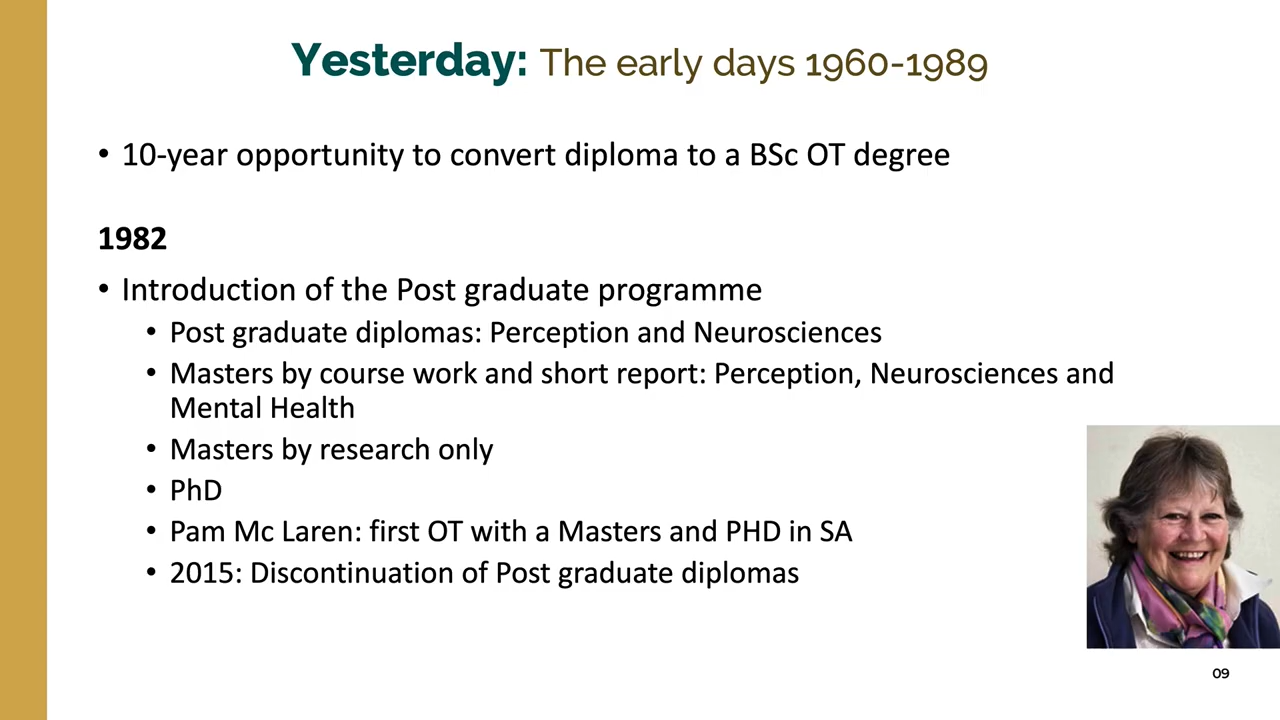 Yesterday: The early days 1960-1989
• 10-year opportunity to convert diploma to a BSc OT degree
1982
• Introduction of the Post graduate programme
• Post graduate diplomas: Perception and Neurosciences
• Masters by course work and short report: Perception, Neurosciences and
Mental Health
• Masters by research only
• PhD
• Pam Mc Laren: first OT with a Masters and PHD in SA
• 2015: Discontinuation of Post graduate diplomas
09